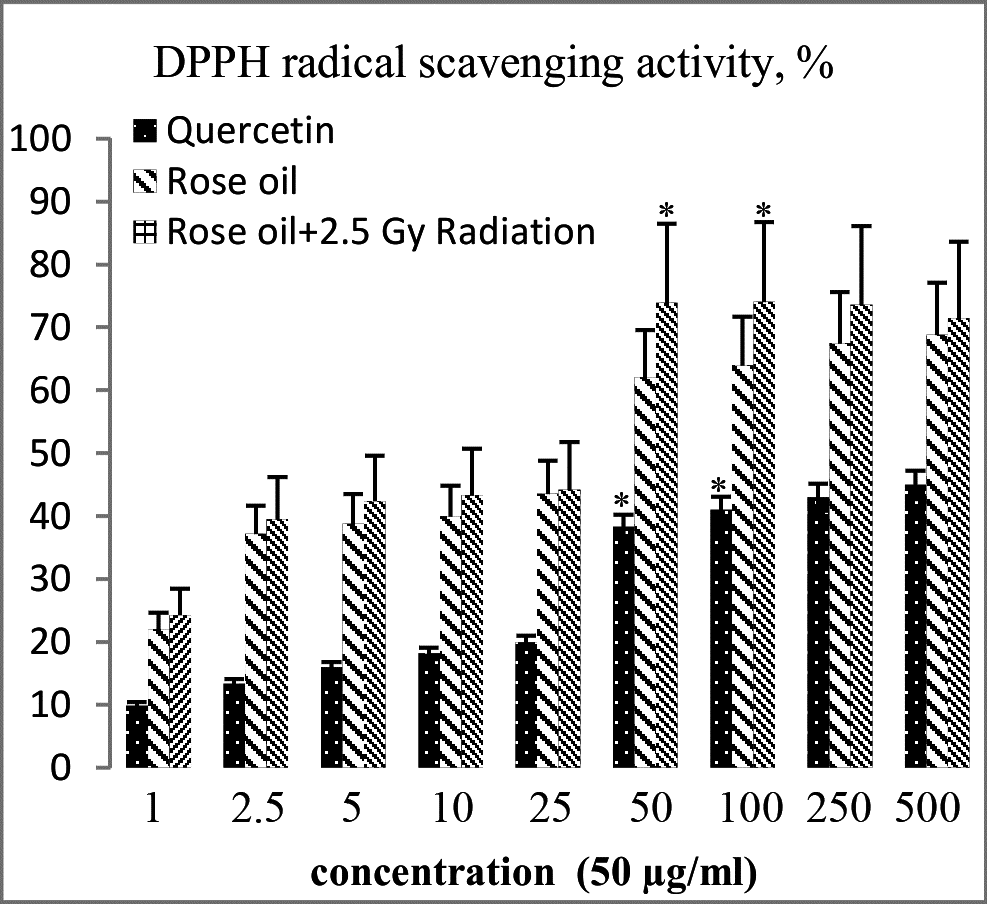 DPPH radical scavenging activity, %
Quercetin
Rose oil
Rose oil+2.5 Gy Radiation
100
90
80
70
60
50
40
30
20
10
0
* *
* *
1 2.5 5 10 25 50 100 250 500
concentration (50 µg/ml)